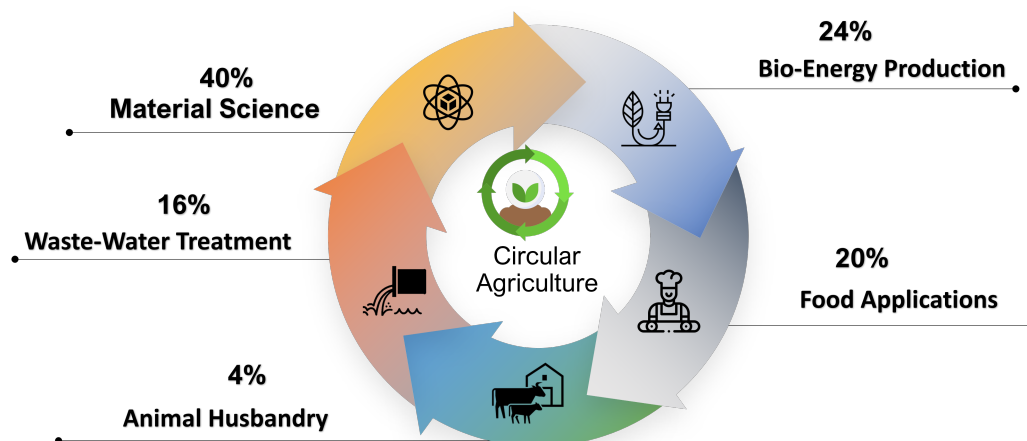 24%
Bio-Energy Production
40%
Material Science
16%
Waste-Water Treatment
Circular
Agriculture
20%
Food Applications
4%
Animal Husbandry